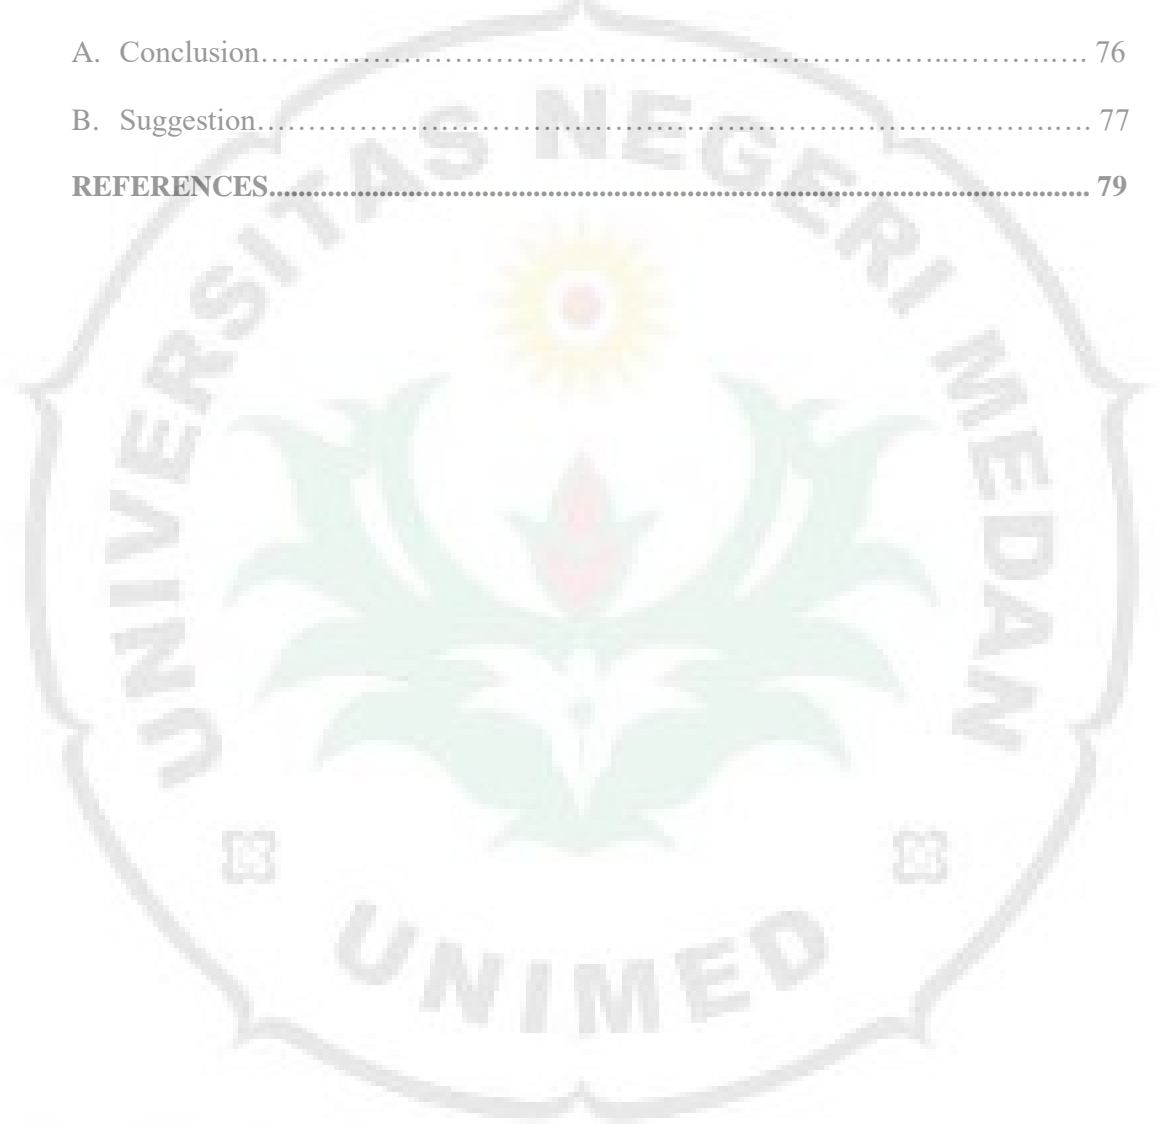 A. Conclusion……………………………………………………………..………..…. 76
B. Suggestion…………………………………………………….……..………..…. 77
REFERENCES.......................................................................................................... 79
UNIVERSITAS NEGERI MEDAN
UNIMED